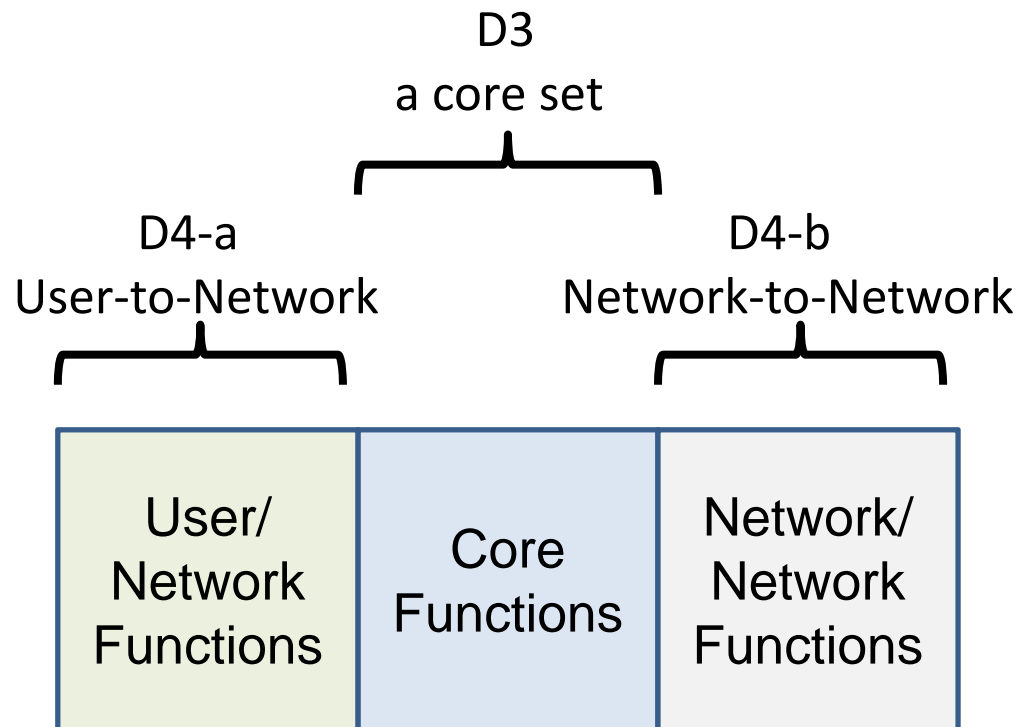 D3
a core set
D4-a
User-to-Network
D4-b
Network-to-Network
User/
Network
Functions
Core
Functions
Network/
Network
Functions